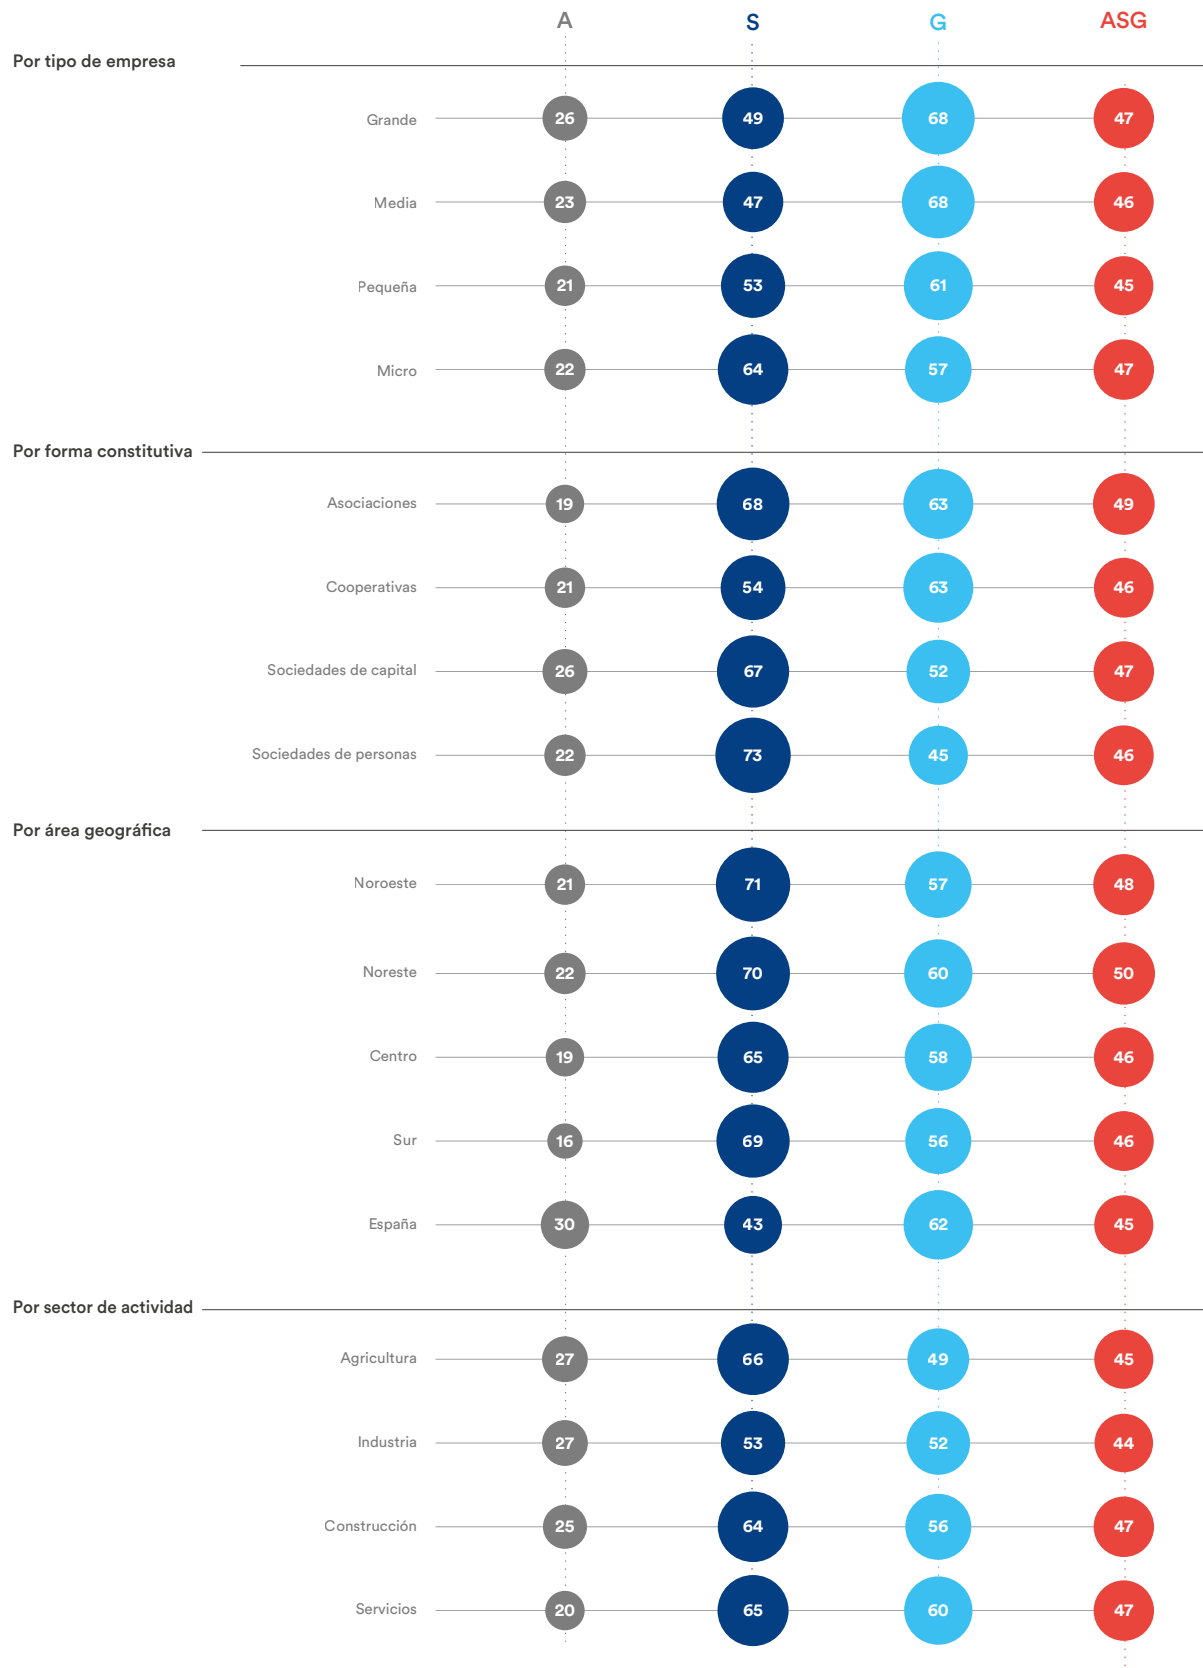 A S G ASG
Por tipo de empresa
Grande 26 49 68 47
Media 23 47 68 46
Pequeña 21 53 61 45
Micro 22 64 57 47
Por forma constitutiva
Asociaciones 19 68 63 49
Cooperativas 21 54 63 46
Sociedades de capital 26 67 52 47
Sociedades de personas 22 73 45 46
Por área geográfica
Noroeste 21 71 57 48
Noreste 22 70 60 50
Centro 19 65 58 46
Sur 16 69 56 46
España 30 43 62 45
Por sector de actividad
Agricultura 27 66 49 45
Industria 27 53 52 44
Construcción 25 64 56 47
Servicios 20 65 60 47